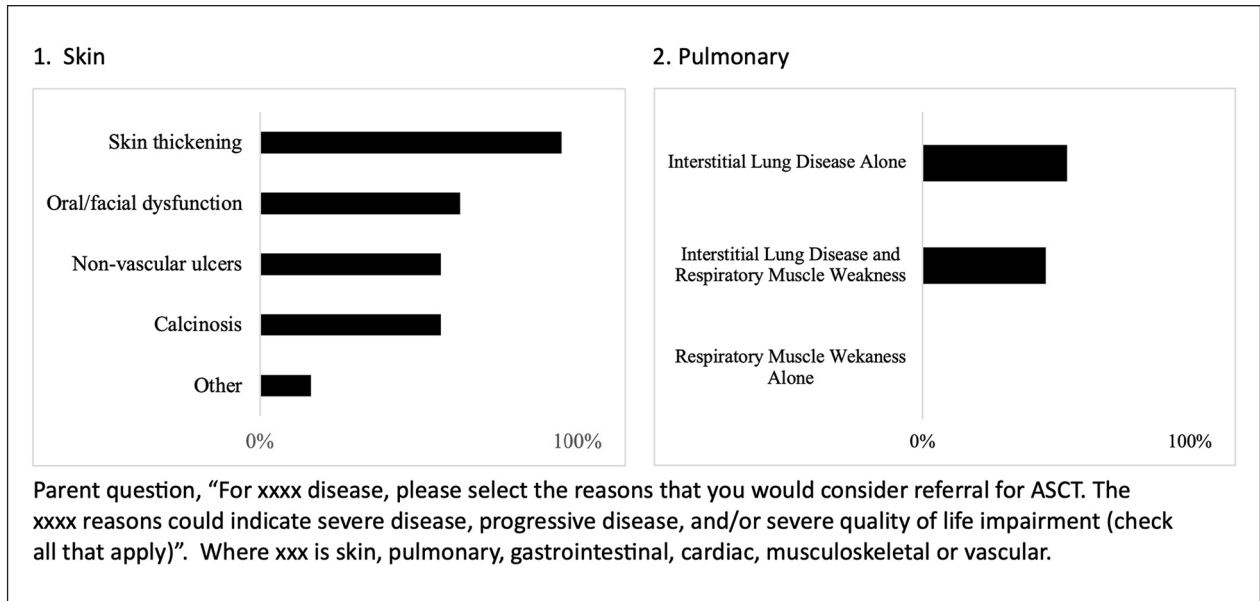 1. Skin
Skin thickening
Oral/facial dysfunction
Non-vascular ulcers
Calcinosis
Other
0%
100%
2. Pulmonary
Interstitial Lung Disease Alone
Interstitial Lung Disease and
Respiratory Muscle Weakness
Respiratory Muscle Wekaness
Alone
0%
100%
Parent question, “For xxxx disease, please select the reasons that you would consider referral for ASCT. The
xxxx reasons could indicate severe disease, progressive disease, and/or severe quality of life impairment (check
all that apply)”. Where xxx is skin, pulmonary, gastrointestinal, cardiac, musculoskeletal or vascular.